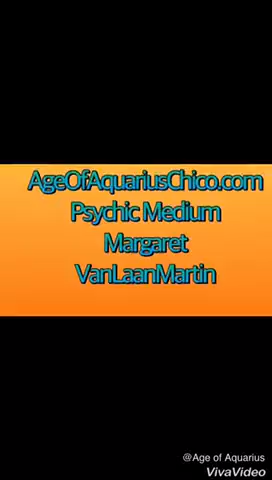 AgeOfAquariusChico.com
Psychic Medium
Margaret
VanLaanMartin
@Age of Aquarius
VivaVideo